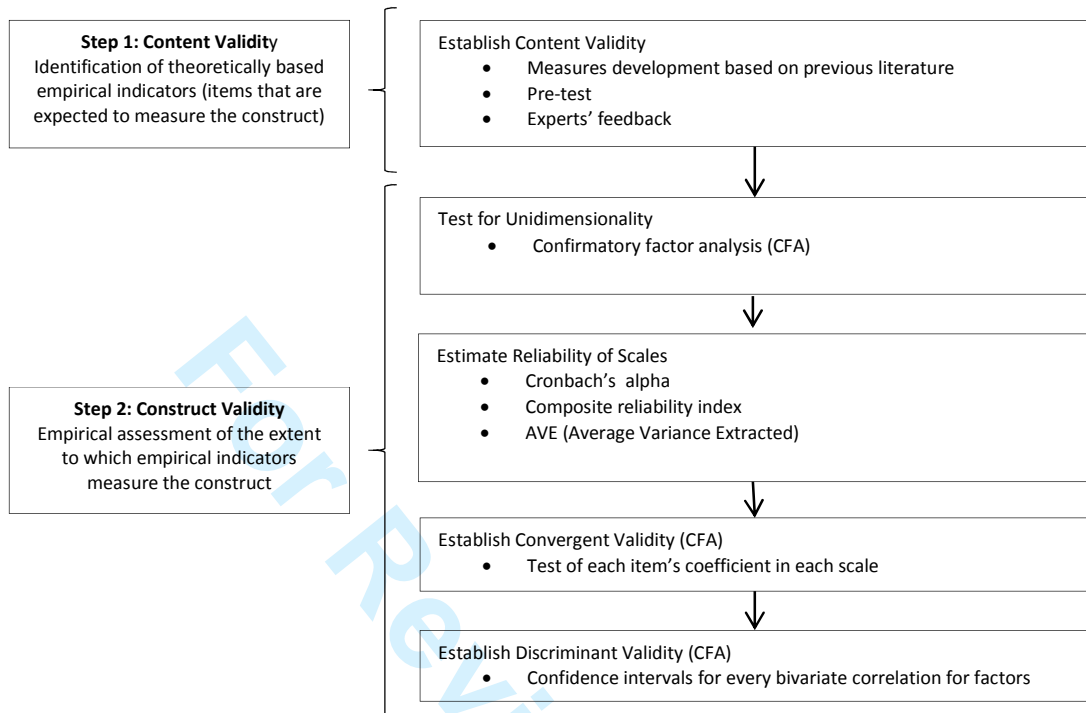 Step 1: Content Validity
Identification of theoretically based
empirical indicators (items that are
expected to measure the construct)
Establish Content Validity
• Measures development based on previous literature
• Pre-test
• Experts' feedback
Test for Unidimensionality
• Confirmatory factor analysis (CFA)
Estimate Reliability of Scales
• Cronbach's alpha
• Composite reliability index
• AVE (Average Variance Extracted)
Step 2: Construct Validity
Empirical assessment of the extent
to which empirical indicators
measure the construct
Establish Convergent Validity (CFA)
• Test of each item's coefficient in each scale
Establish Discriminant Validity (CFA)
• Confidence intervals for every bivariate correlation for factors
For Revi